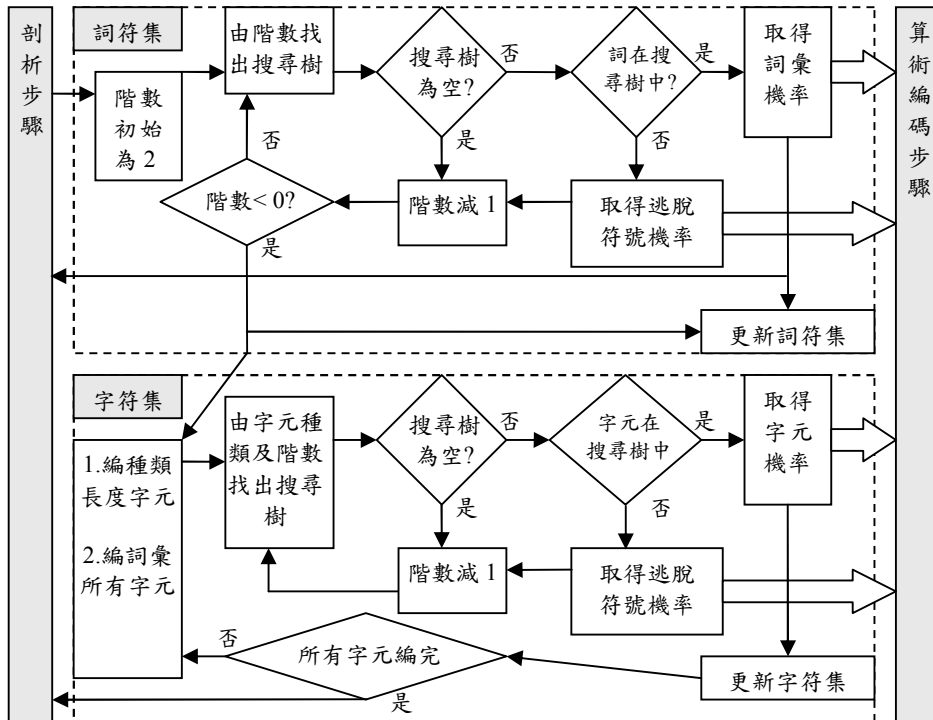 剖析步驟
詞符集
階數
初始
為 2
由階數找
出搜尋樹
搜尋樹
為空?
否
是
詞在搜
尋樹中?
是
否
取得
詞彙
機率
算術編碼步驟
否
階數< 0?
是
階數減 1
取得逃脫
符號機率
更新詞符集
字符集
1.編種類
長度字元
2.編詞彙
所有字元
由字元種
類及階數
找出搜尋
樹
搜尋樹
為空?
否
是
字元在
搜尋樹中
是
否
取得
字元
機率
階數減 1
取得逃脫
符號機率
否
所有字元編完
是
更新字符集